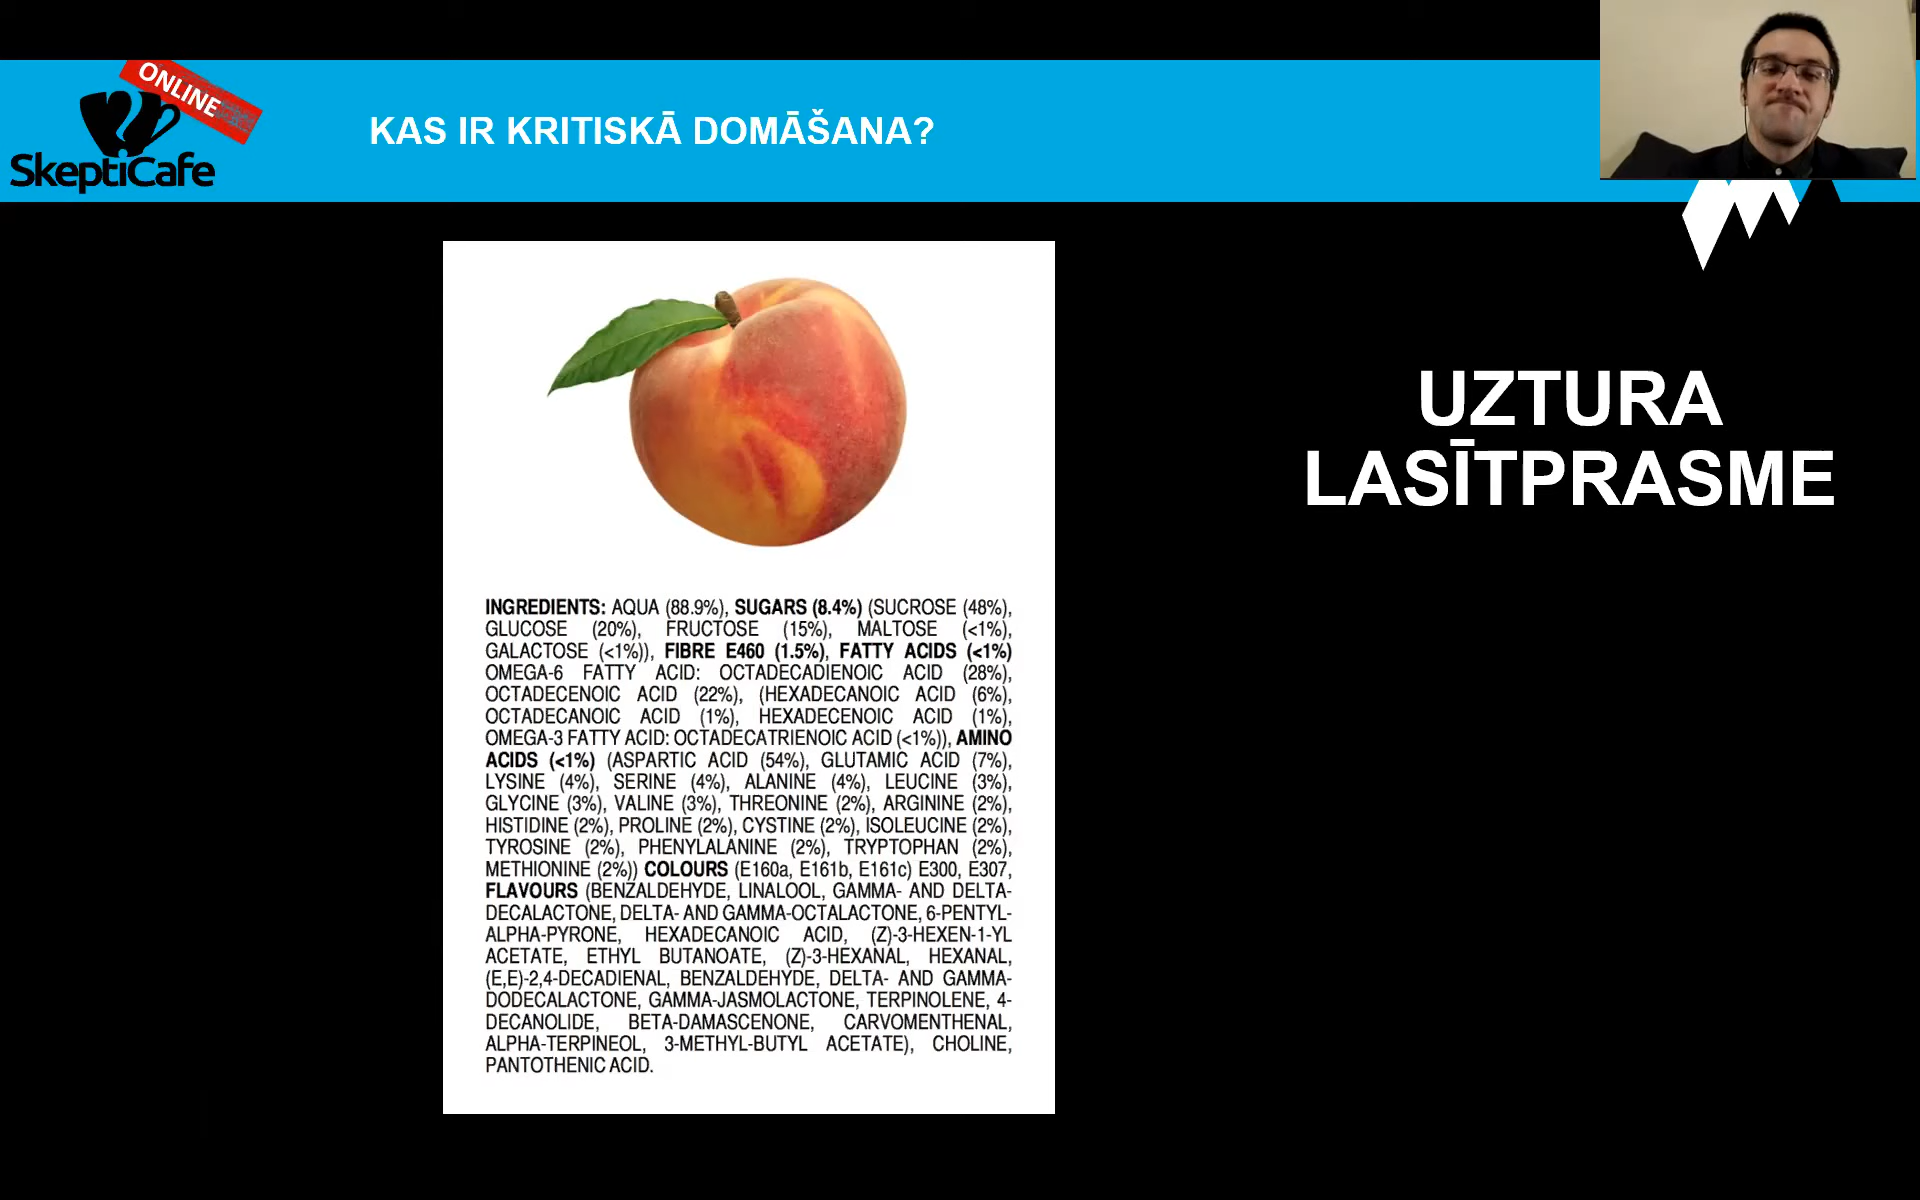 ONLINE
SkeptiCafe
KAS IR KRITISKĀ DOMĀŠANA?
UZTURA
LASĪTPRASME
INGREDIENTS: AQUA (88.9%), SUGARS (8.4%) (SUCROSE (48%),
GLUCOSE (20%), FRUCTOSE (15%), MALTOSE (<1%),
GALACTOSE (<1%)), FIBRE E460 (1.5%), FATTY ACIDS (<1%)
OMEGA-6 FATTY ACID: OCTADECADIENOIC ACID (28%),
OCTADECENOIC ACID (22%), (HEXADECANOIC ACID (6%),
OCTADECANOIC ACID (1%), HEXADECENOIC ACID (1%),
OMEGA-3 FATTY ACID: OCTADECATRIENOIC ACID (<1%)), AMINO
ACIDS (<1%) (ASPARTIC ACID (54%), GLUTAMIC ACID (7%),
LYSINE (4%), SERINE (4%), ALANINE (4%), LEUCINE (3%),
GLYCINE (3%), VALINE (3%), THREONINE (2%), ARGININE (2%),
HISTIDINE (2%), PROLINE (2%), CYSTINE (2%), ISOLEUCINE (2%),
TYROSINE (2%), PHENYLALANINE (2%), TRYPTOPHAN (2%),
METHIONINE (2%)) COLOURS (E160a, E161b, E161c) E300, E307,
FLAVOURS (BENZALDEHYDE, LINALOOL, GAMMA- AND DELTA-
DECALACTONE, DELTA- AND GAMMA-OCTALACTONE, 6-PENTYL-
ALPHA-PYRONE, HEXADECANOIC ACID, (Z)-3-HEXEN-1-YL
ACETATE, ETHYL BUTANOATE, (Z)-3-HEXANAL, HEXANAL,
(E,E)-2,4-DECADIENAL, BENZALDEHYDE, DELTA- AND GAMMA-
DODECALACTONE, GAMMA-JASMOLACTONE, TERPINOLENE, 4-
DECANOLIDE, BETA-DAMASCENONE, CARVOMENTHENAL,
ALPHA-TERPINEOL, 3-METHYL-BUTYL ACETATE), CHOLINE,
PANTOTHENIC ACID.